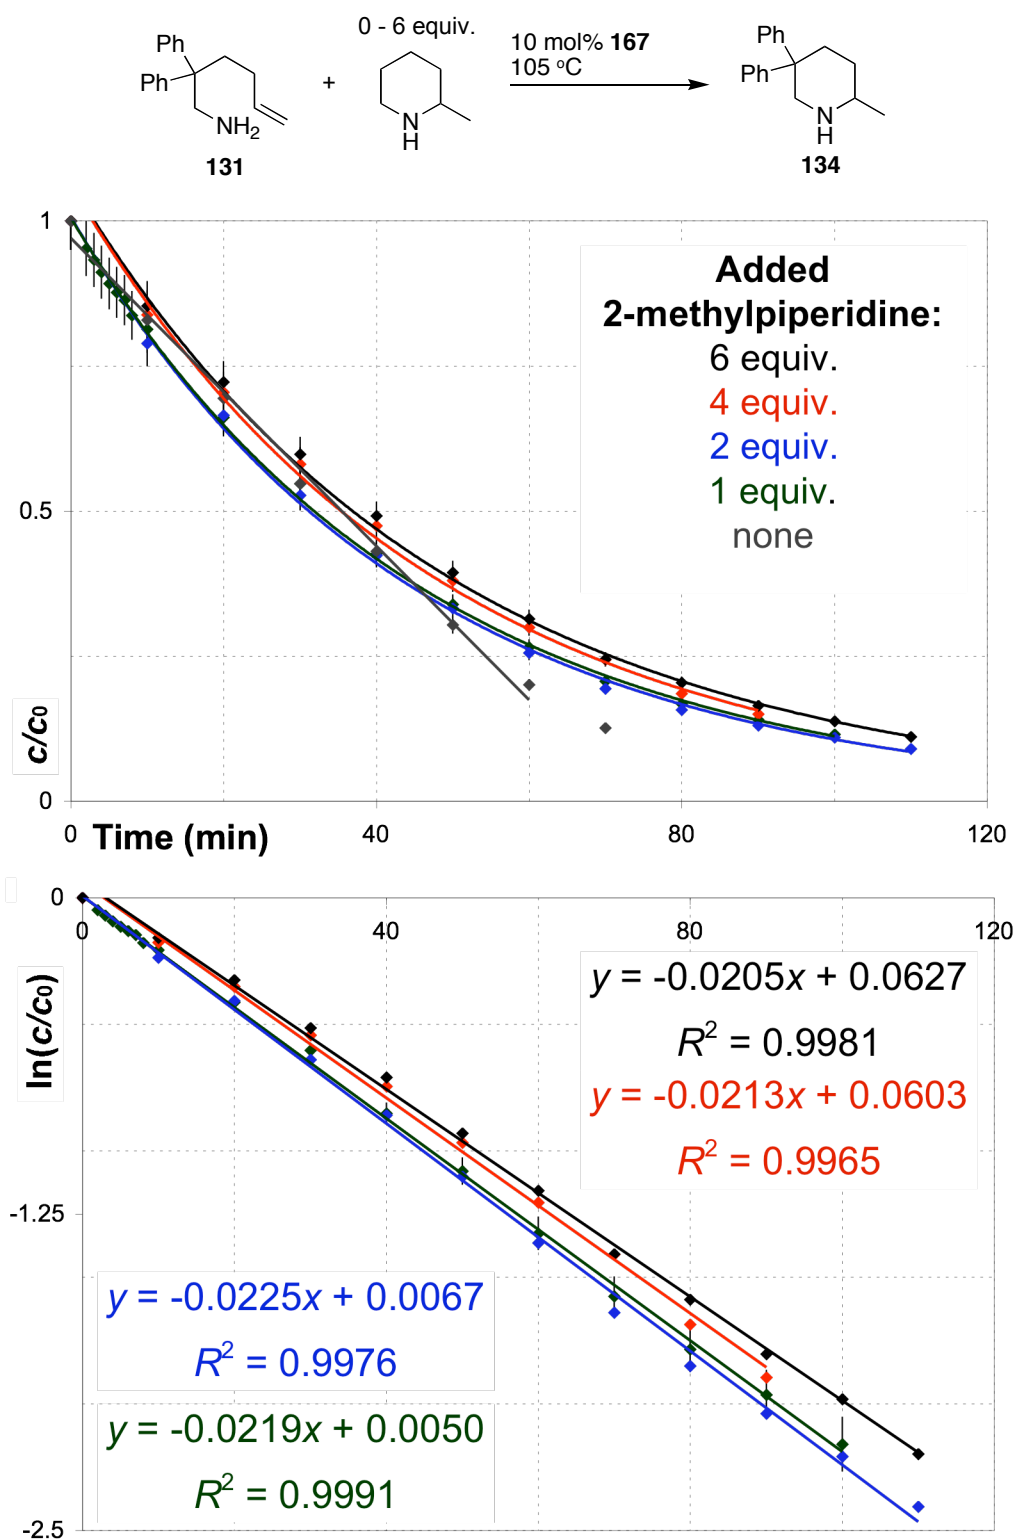 0 - 6 equiv.
Ph
Ph
NH2
131
+
N
H
10 mol% 167
105 °C
Ph
Ph
N
H
134
1
0.5
0
c/c0
Added
2-methylpiperidine:
6 equiv.
4 equiv.
2 equiv.
1 equiv.
none
0
Time (min)
40
80
120
0
-1.25
-2.5
0
40
80
120
ln(c/c0)
y = -0.0205x + 0.0627
R² = 0.9981
y = -0.0213x + 0.0603
R² = 0.9965
y = -0.0225x + 0.0067
R² = 0.9976
y = -0.0219x + 0.0050
R² = 0.9991